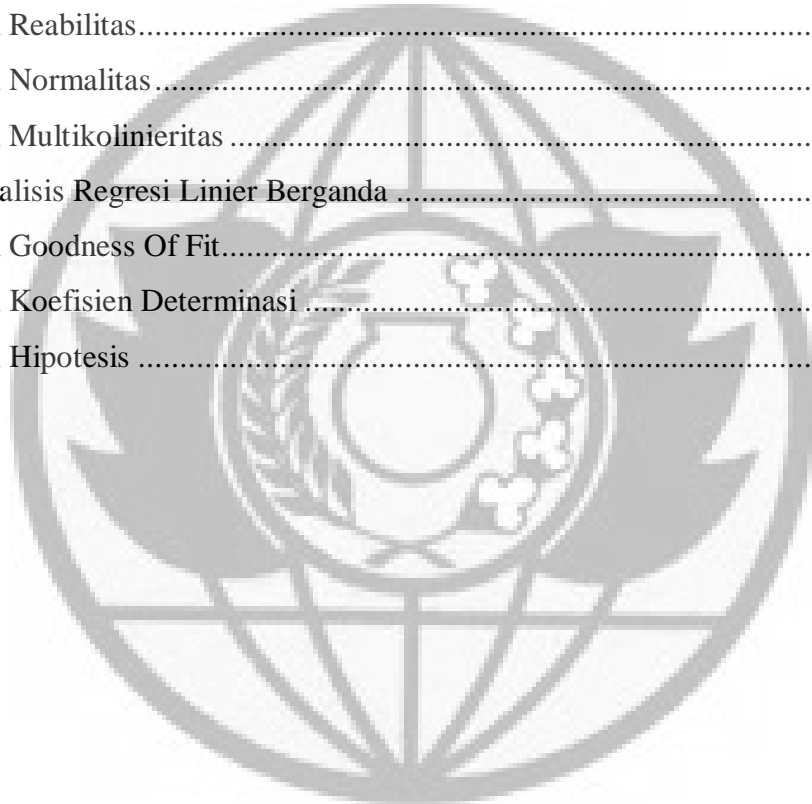 Reabilitas....................................................................................
Normalitas..................................................................................
Multikolinieritas ........................................................................
alisis Regresi Linier Berganda ....................................................
Goodness Of Fit..........................................................................
Koefisien Determinasi ...............................................................
Hipotesis ....................................................................................